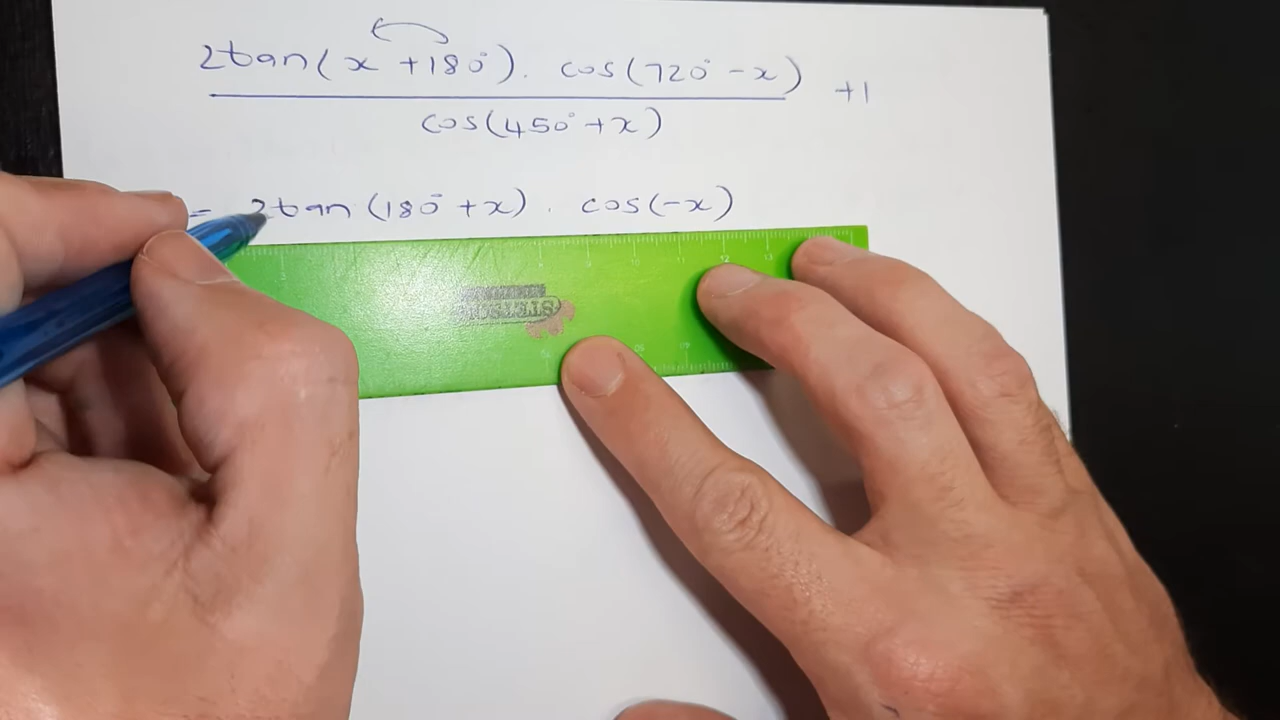 2tan(x +180°). cos(720° -x)
+1
cos(450° +x)
= 2tan (180° +x) . cos(-x)